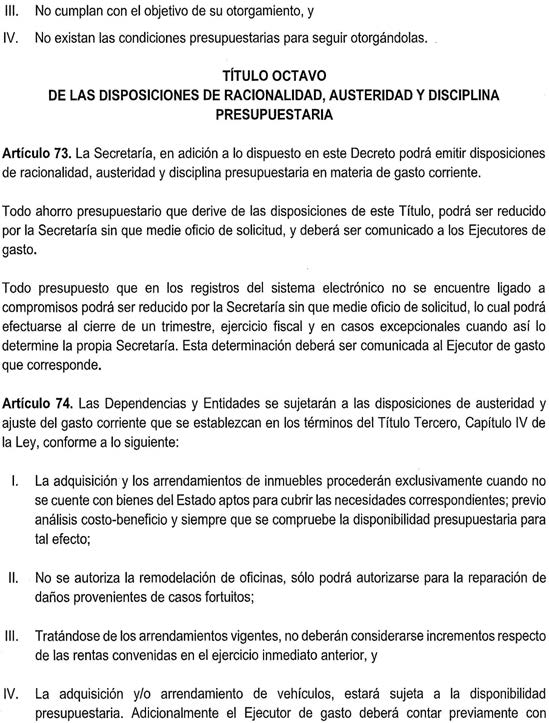 III. No cumplan con el objetivo de su otorgamiento, y
IV. No existan las condiciones presupuestarias para seguir otorgándolas.
TÍTULO OCTAVO
DE LAS DISPOSICIONES DE RACIONALIDAD, AUSTERIDAD Y DISCIPLINA
PRESUPUESTARIA
Artículo 73. La Secretaría, en adición a lo dispuesto en este Decreto podrá emitir disposiciones
de racionalidad, austeridad y disciplina presupuestaria en materia de gasto corriente.
Todo ahorro presupuestario que derive de las disposiciones de este Título, podrá ser reducido
por la Secretaría sin que medie oficio de solicitud, y deberá ser comunicado a los Ejecutores de
gasto.
Todo presupuesto que en los registros del sistema electrónico no se encuentre ligado a
compromisos podrá ser reducido por la Secretaría sin que medie oficio de solicitud, lo cual podrá
efectuarse al cierre de un trimestre, ejercicio fiscal y en casos excepcionales cuando así lo
determine la propia Secretaría. Esta determinación deberá ser comunicada al Ejecutor de gasto
que corresponde.
Artículo 74. Las Dependencias y Entidades se sujetarán a las disposiciones de austeridad y
ajuste del gasto corriente que se establezcan en los términos del Título Tercero, Capítulo IV de
la Ley, conforme a lo siguiente:
I. La adquisición y los arrendamientos de inmuebles procederán exclusivamente cuando no
se cuente con bienes del Estado aptos para cubrir las necesidades correspondientes; previo
análisis costo-beneficio y siempre que se compruebe la disponibilidad presupuestaria para
tal efecto;
II. No se autoriza la remodelación de oficinas, sólo podrá autorizarse para la reparación de
daños provenientes de casos fortuitos;
III. Tratándose de los arrendamientos vigentes, no deberán considerarse incrementos respecto
de las rentas convenidas en el ejercicio inmediato anterior, y
IV. La adquisición y/o arrendamiento de vehículos, estará sujeta a la disponibilidad
presupuestaria. Adicionalmente el Ejecutor de gasto deberá contar previamente con